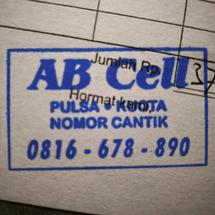 Jumlah Rp.
AB Cell
Hormat kami,
PULSA • KUOTA
NOMOR CANTIK
0816 - 678 - 890